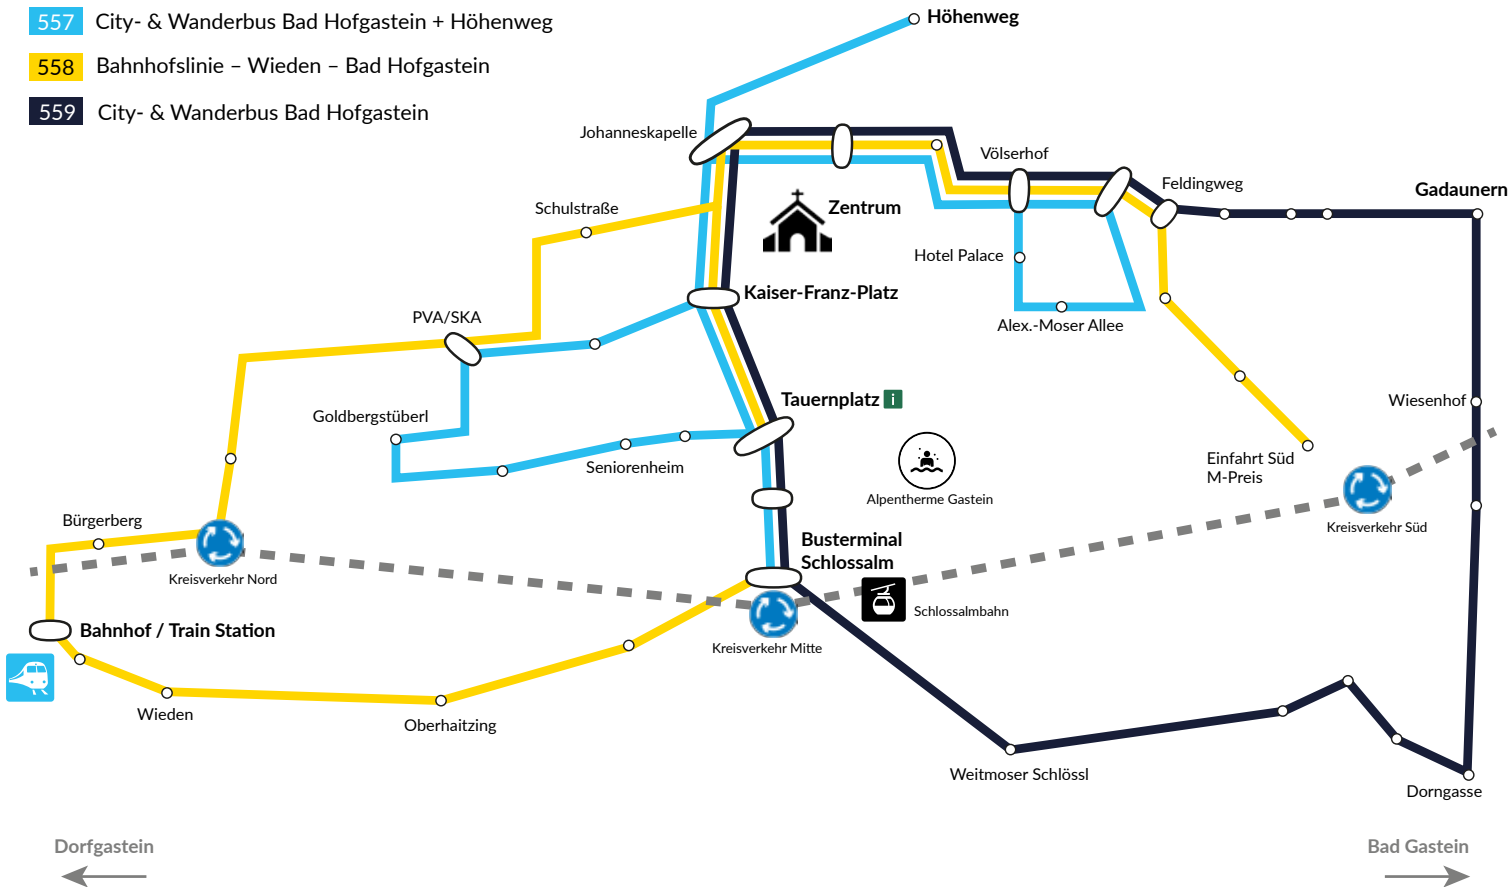 557 City- & Wanderbus Bad Hofgastein + Höhenweg
558 Bahnhofslinie – Wieden – Bad Hofgastein
559 City- & Wanderbus Bad Hofgastein
Höhenweg
Johanneskapelle
Völserhof
Feldingweg
Gadaunern
Schulstraße
Zentrum
Hotel Palace
Kaiser-Franz-Platz
PVA/SKA
Alex.-Moser Allee
Tauernplatz i
Wiesenhof
Goldbergstüberl
Seniorenheim
Einfahrt Süd
M-Preis
Alpentherme Gastein
Bürgerberg
Kreisverkehr Süd
Busterminal
Schlossalm
Kreisverkehr Nord
Schlossalmbahn
Bahnhof / Train Station
Kreisverkehr Mitte
Wieden
Oberhaitzing
Weitmoser Schlössl
Dorngasse
Dorfgastein
Bad Gastein